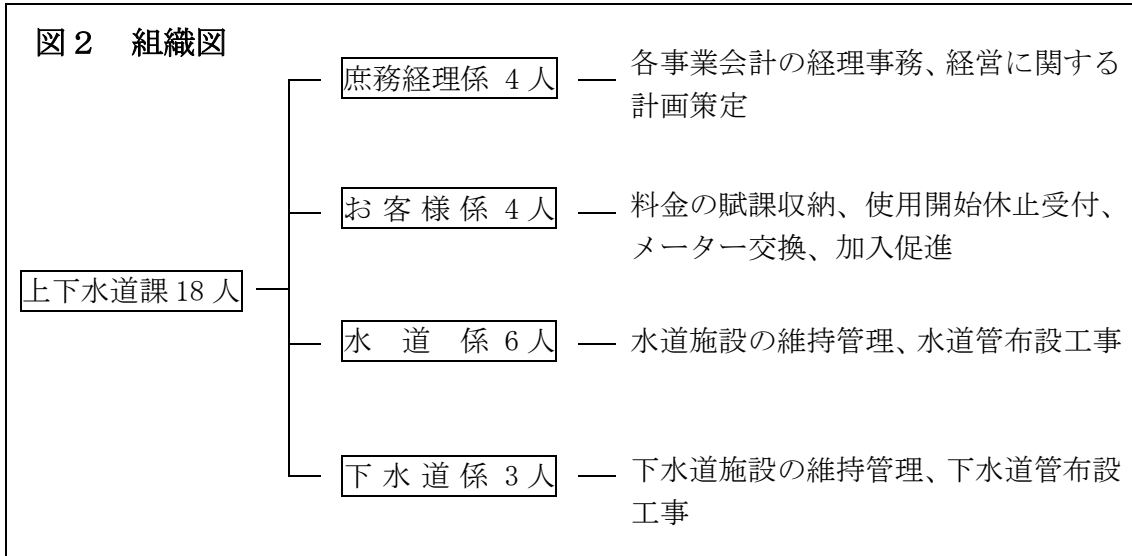 図２　組織図
庶務経理係 4人
各事業会計の経理事務、経営に関する
計画策定
お客様係 4人
料金の賦課収納、使用開始休止受付、
メーター交換、加入促進
上下水道課 18人
水道係 6人
水道施設の維持管理、水道管布設工事
下水道係 3人
下水道施設の維持管理、下水道管布設
工事